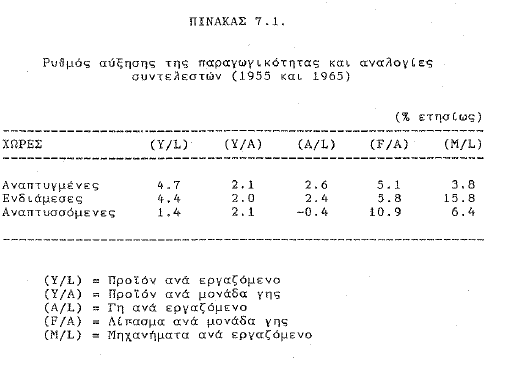 ΠΙΝΑΚΑΣ 7.1.
Ρυθμός αύξησης της παραγωγικότητας και αναλογίες
συντελεστών (1955 και 1965)
(% ετησίως)
ΧΩΡΕΣ (Υ/L) (Υ/Α) (Α/L) (F/A) (M/L)
Αναπτυγμένες 4.7 2.1 2.6 5.1 3.8
Ενδιάμεσες 4.4 2.0 2.4 5.8 15.8
Αναπτυσσόμενες 1.4 2.1 -0.4 10.9 6.4
(Υ/L) = Προϊόν ανά εργαζόμενο
(Υ/Α) = Προϊόν ανά μονάδα γης
(A/L) = Γη ανά εργαζόμενο
(F/A) = Λίπασμα ανά μονάδα γης
(M/L) = Μηχανήματα ανά εργαζόμενο